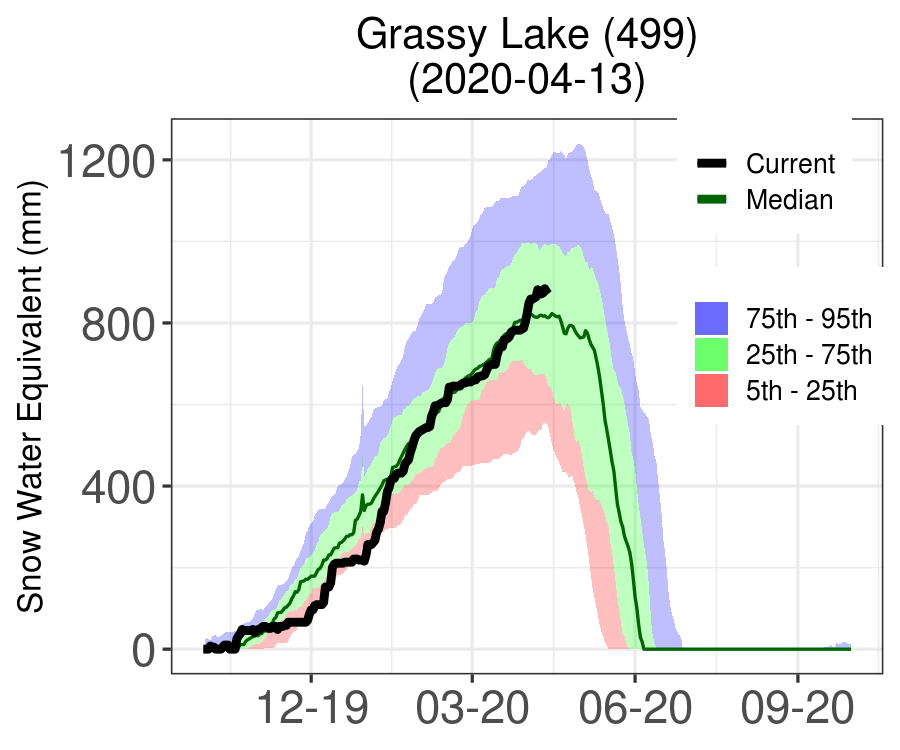 Grassy Lake (499)
(2020-04-13)
Snow Water Equivalent (mm)
1200
800
400
0
12-19
03-20
06-20
09-20
Current
Median
75th - 95th
25th - 75th
5th - 25th